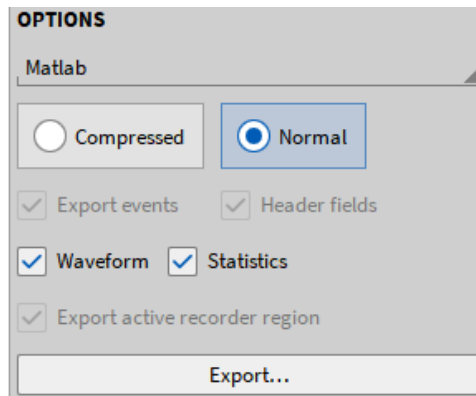 OPTIONS
Matlab
Compressed Normal
Export events Header fields
Waveform Statistics
Export active recorder region
Export...